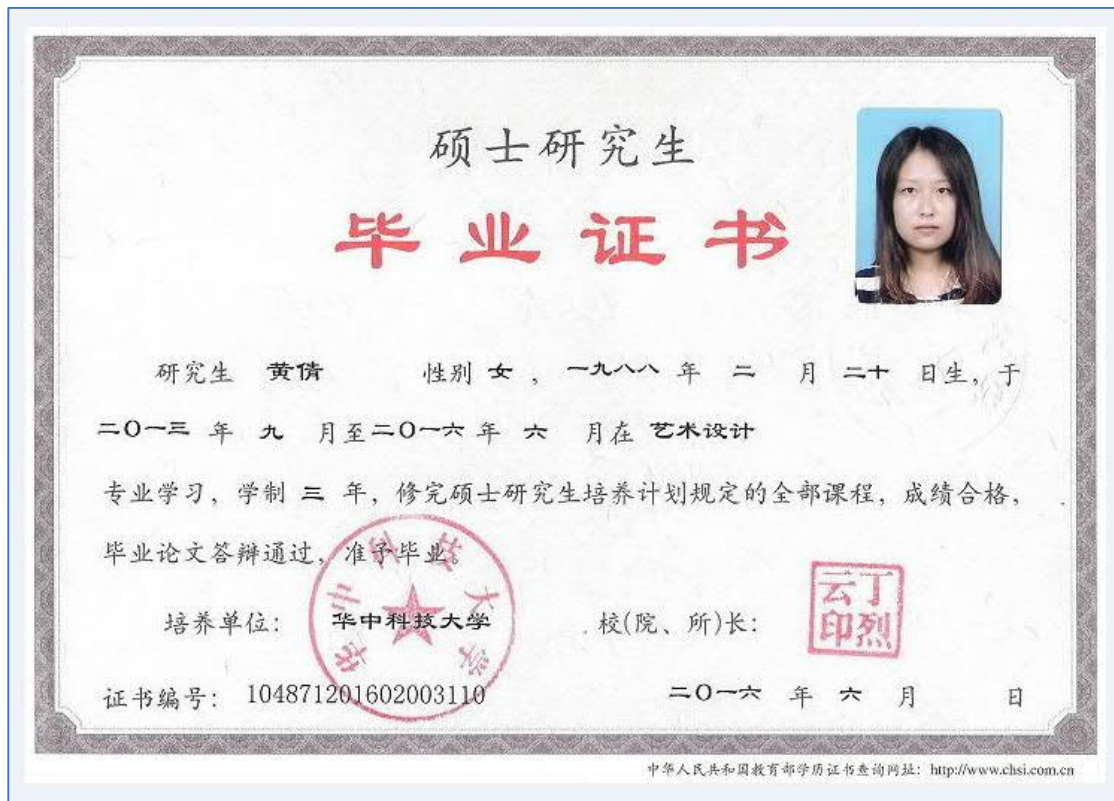 硕士研究生
毕业证书
研究生 黄倩 性别 女 ，一九八八 年 二 月 二十 日生，于
二〇一三 年 九 月至二〇一六 年 六 月在 艺术设计
专业学习，学制 三 年，修完硕士研究生培养计划规定的全部课程，成绩合格，
毕业论文答辩通过，准予毕业。
华中科技大学
培养单位： 华中科技大学 校(院、所)长： 丁烈云印
证书编号： 104871201602003110 二〇一六 年 六 月 日
中华人民共和国教育部学历证书查询网址：http://www.chsi.com.cn